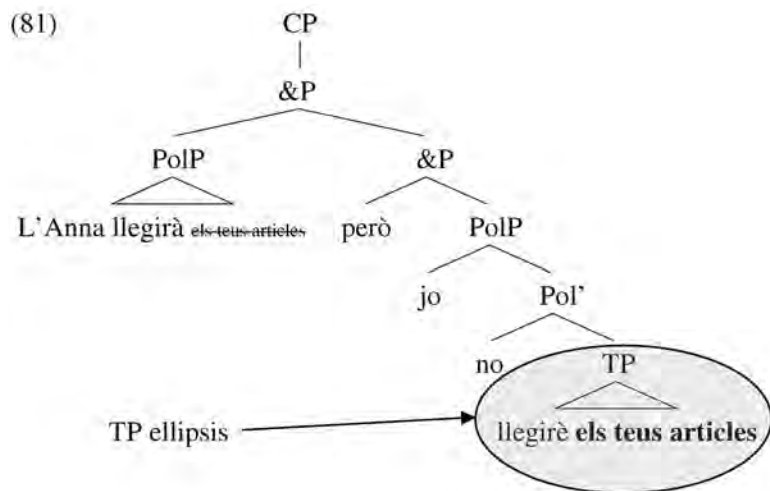 (81) CP
&P
PolP &P
L'Anna llegirà els teus articles però PolP
jo Pol'
no TP
TP ellipsis llegirè els teus articles